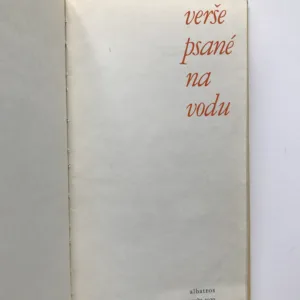 verše
psané
na
vodu
albatros